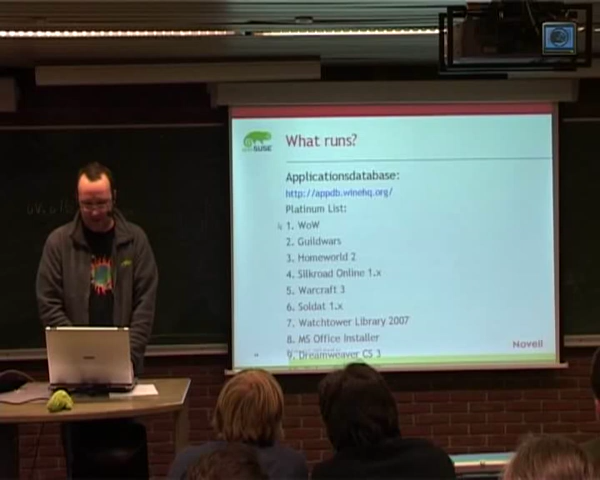 What runs?
SUSE
Applicationsdatabase:
http://appdb.winehq.org/
Platinum List:
1. WoW
2. Guildwars
3. Homeworld 2
4. Silkroad Online 1.x
5. Warcraft 3
6. Soldat 1.x
7. Watchtower Library 2007
8. MS Office Installer
Novell
9. Dreamweaver CS 3